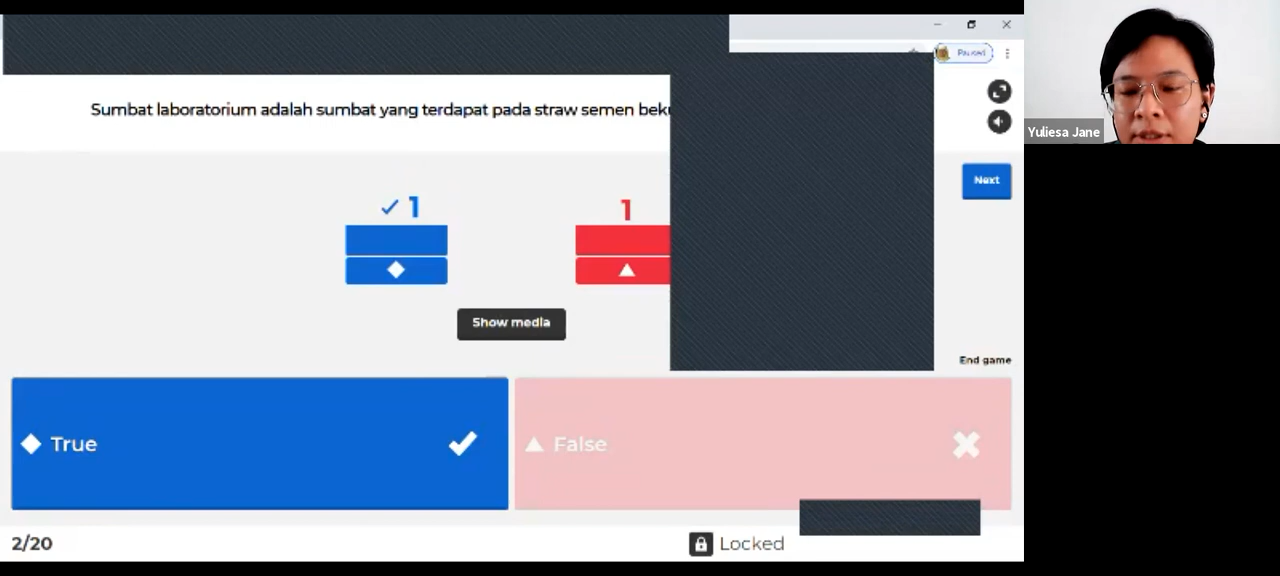 Paused
Sumbat laboratorium adalah sumbat yang terdapat pada straw semen
Yuliesa Jane
Next
✓ 1
1
Show media
End game
True
False
2/20
Locked